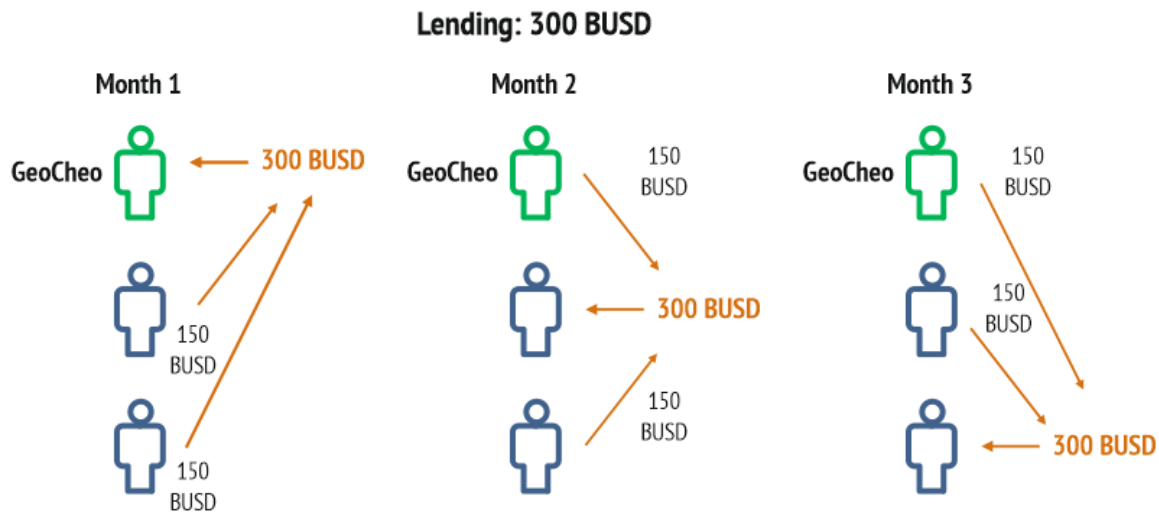 Lending: 300 BUSD
Month 1
Month 2
Month 3
GeoCheo
300 BUSD
150
BUSD
150
BUSD
GeoCheo
150
BUSD
300 BUSD
150
BUSD
GeoCheo
150
BUSD
150
BUSD
300 BUSD